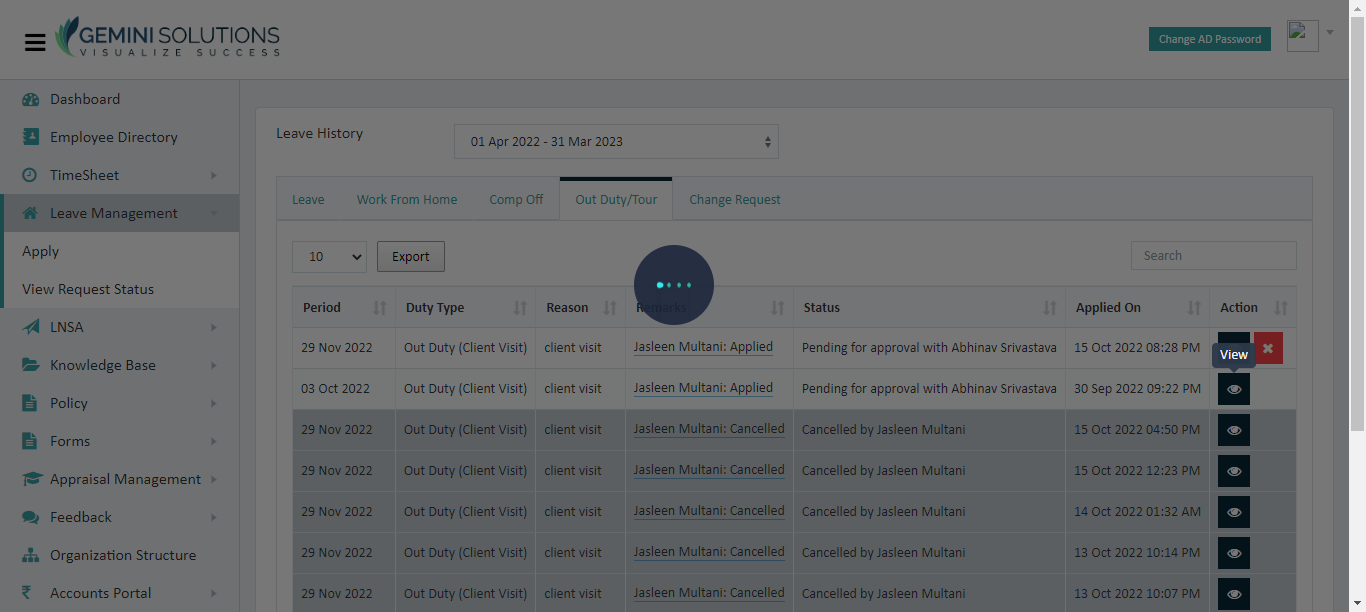 GEMINI SOLUTIONS
VISUALIZE SUCCESS
Change AD Password
Dashboard
Employee Directory
TimeSheet
Leave Management
Apply
View Request Status
LNSA
Knowledge Base
Policy
Forms
Appraisal Management
Feedback
Organization Structure
Accounts Portal
Leave History
01 Apr 2022 - 31 Mar 2023
Leave Work From Home Comp Off Out Duty/Tour Change Request
10 Export Search
Period Duty Type Reason Remarks Status Applied On Action
29 Nov 2022 Out Duty (Client Visit) client visit Jasleen Multani: Applied Pending for approval with Abhinav Srivastava 15 Oct 2022 08:28 PM
View
03 Oct 2022 Out Duty (Client Visit) client visit Jasleen Multani: Applied Pending for approval with Abhinav Srivastava 30 Sep 2022 09:22 PM
29 Nov 2022 Out Duty (Client Visit) client visit Jasleen Multani: Cancelled Cancelled by Jasleen Multani 15 Oct 2022 04:50 PM
29 Nov 2022 Out Duty (Client Visit) client visit Jasleen Multani: Cancelled Cancelled by Jasleen Multani 15 Oct 2022 12:23 PM
29 Nov 2022 Out Duty (Client Visit) client visit Jasleen Multani: Cancelled Cancelled by Jasleen Multani 14 Oct 2022 01:32 AM
29 Nov 2022 Out Duty (Client Visit) client visit Jasleen Multani: Cancelled Cancelled by Jasleen Multani 13 Oct 2022 10:14 PM
29 Nov 2022 Out Duty (Client Visit) client visit Jasleen Multani: Cancelled Cancelled by Jasleen Multani 13 Oct 2022 10:07 PM